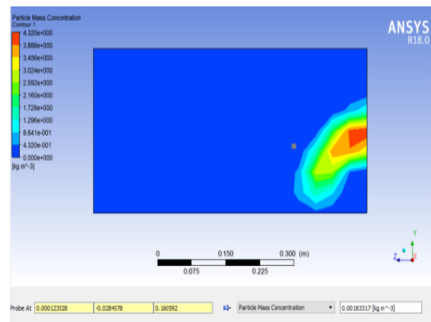 Particle Mass Concentration
Contour 1
4.320e+000
3.888e+000
3.456e+000
3.024e+000
2.592e+000
2.160e+000
1.728e+000
1.296e+000
8.641e-001
4.320e-001
0.000e+000
[kg m^-3]
ANSYS
R18.0
0 0.150 0.300 (m)
0.075 0.225
Y
Z X
Probe At 0.000123528 -0.0284078 0.160592 Particle Mass Concentration 0.00183317 [kg m^-3]